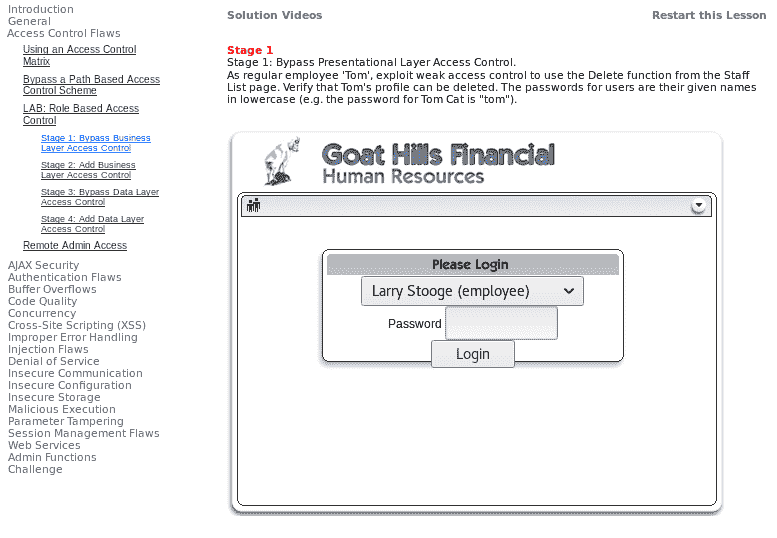 Introduction
General
Access Control Flaws
Using an Access Control
Matrix
Bypass a Path Based Access
Control Scheme
LAB: Role Based Access
Control
Stage 1: Bypass Business
Layer Access Control
Stage 2: Add Business
Layer Access Control
Stage 3: Bypass Data Layer
Access Control
Stage 4: Add Data Layer
Access Control
Remote Admin Access
AJAX Security
Authentication Flaws
Buffer Overflows
Code Quality
Concurrency
Cross-Site Scripting (XSS)
Improper Error Handling
Injection Flaws
Denial of Service
Insecure Communication
Insecure Configuration
Insecure Storage
Malicious Execution
Parameter Tampering
Session Management Flaws
Web Services
Admin Functions
Challenge
Solution Videos
Restart this Lesson
Stage 1
Stage 1: Bypass Presentational Layer Access Control.
As regular employee 'Tom', exploit weak access control to use the Delete function from the Staff
List page. Verify that Tom's profile can be deleted. The passwords for users are their given names
in lowercase (e.g. the password for Tom Cat is "tom").
Goat Hills Financial
Human Resources
Please Login
Larry Stooge (employee)
Password
Login